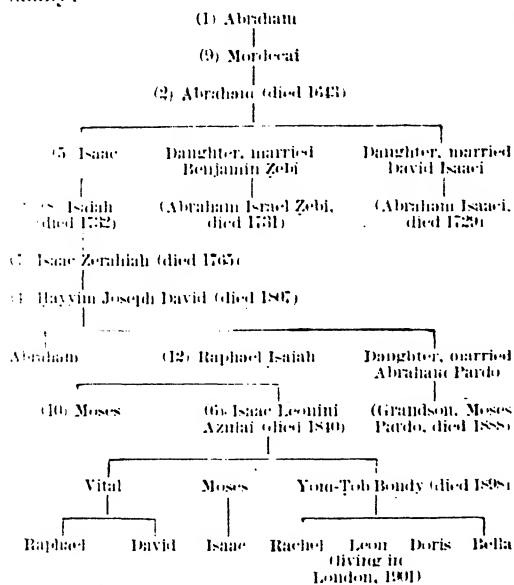 (1) Abraham
(9) Mordecai
(2) Abraham (died 1643)
(5) Isaac Daughter, married Daughter, married
Benjamin Zebi David Isaaci
(8) Isaiah (Abraham Israel Zebi, (Abraham Isaaci,
(died 1732) died 1731) died 1729)
(7) Isaac Zerahiah (died 1765)
(4) Hayyim Joseph David (died 1807)
Abraham (12) Raphael Isaiah Daughter, married
Abraham Pardo
(10) Moses (6) Isaac Leonini (Grandson, Moses
Azulai (died 1840) Pardo, died 1888)
Vital Moses Yom-Tob Bondy (died 1898)
Raphael David Isaac Rachel Leon Doris Bella
(living in
London, 1901)